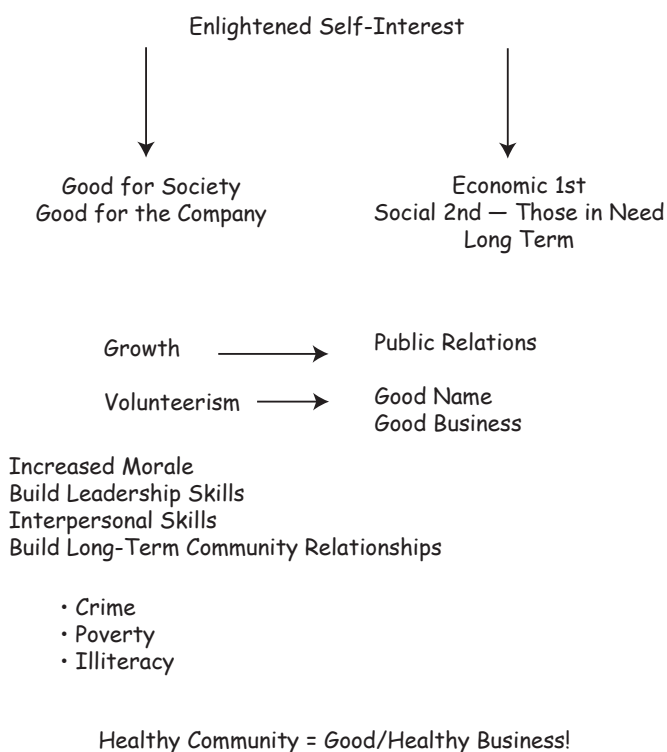 Enlightened Self-Interest
Good for Society
Good for the Company
Economic 1st
Social 2nd — Those in Need
Long Term
Growth
Public Relations
Volunteerism
Good Name
Good Business
Increased Morale
Build Leadership Skills
Interpersonal Skills
Build Long-Term Community Relationships
• Crime
• Poverty
• Illiteracy
Healthy Community = Good/Healthy Business!